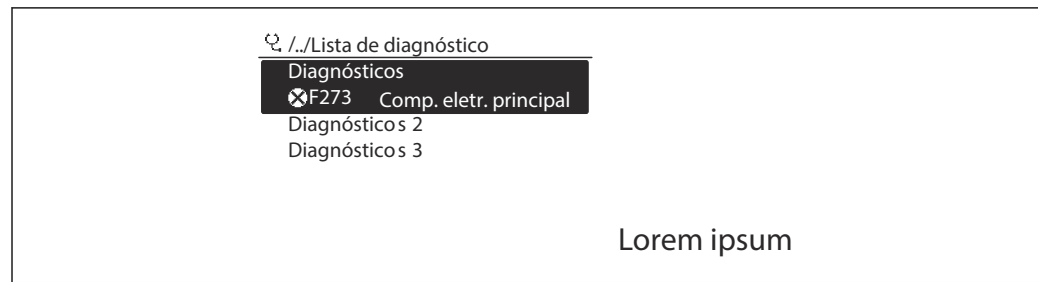 /../Lista de diagnóstico
Diagnósticos
F273 Comp. eletr. principal
Diagnósticos 2
Diagnósticos 3
Lorem ipsum